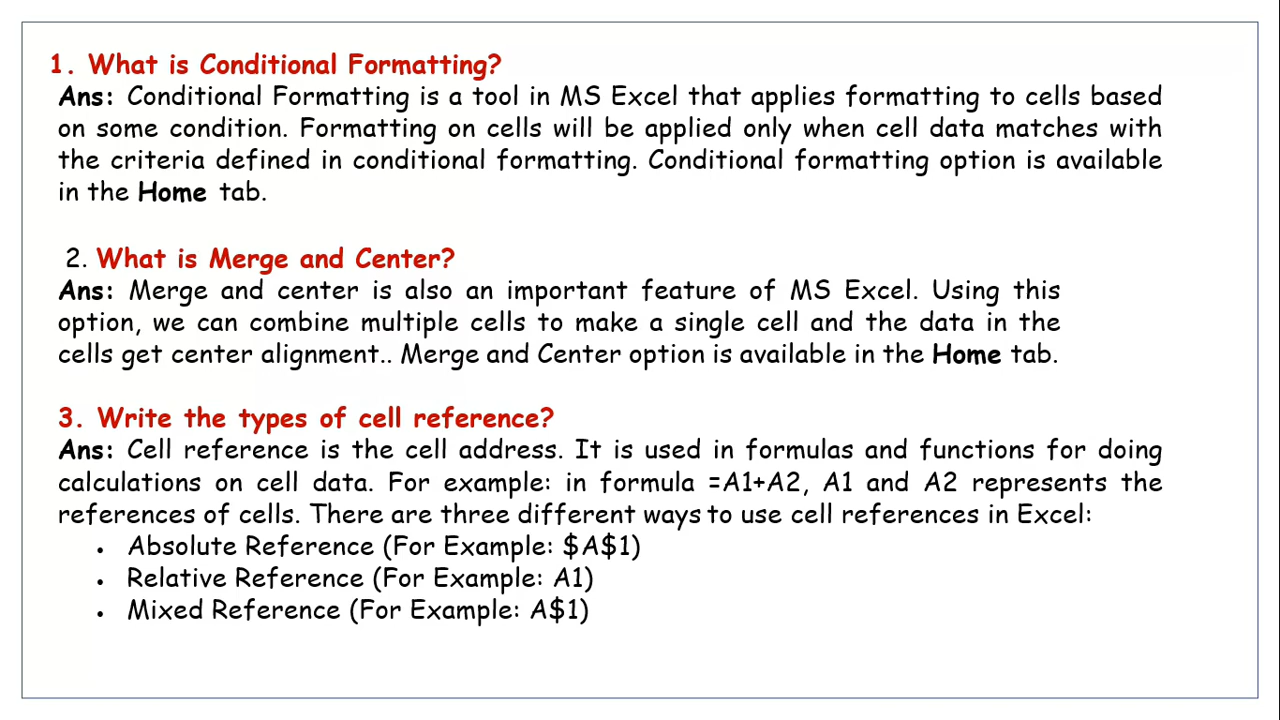 1. What is Conditional Formatting?
Ans: Conditional Formatting is a tool in MS Excel that applies formatting to cells based
on some condition. Formatting on cells will be applied only when cell data matches with
the criteria defined in conditional formatting. Conditional formatting option is available
in the Home tab.
2. What is Merge and Center?
Ans: Merge and center is also an important feature of MS Excel. Using this
option, we can combine multiple cells to make a single cell and the data in the
cells get center alignment.. Merge and Center option is available in the Home tab.
3. Write the types of cell reference?
Ans: Cell reference is the cell address. It is used in formulas and functions for doing
calculations on cell data. For example: in formula =A1+A2, A1 and A2 represents the
references of cells. There are three different ways to use cell references in Excel:
• Absolute Reference (For Example: $A$1)
• Relative Reference (For Example: A1)
• Mixed Reference (For Example: A$1)